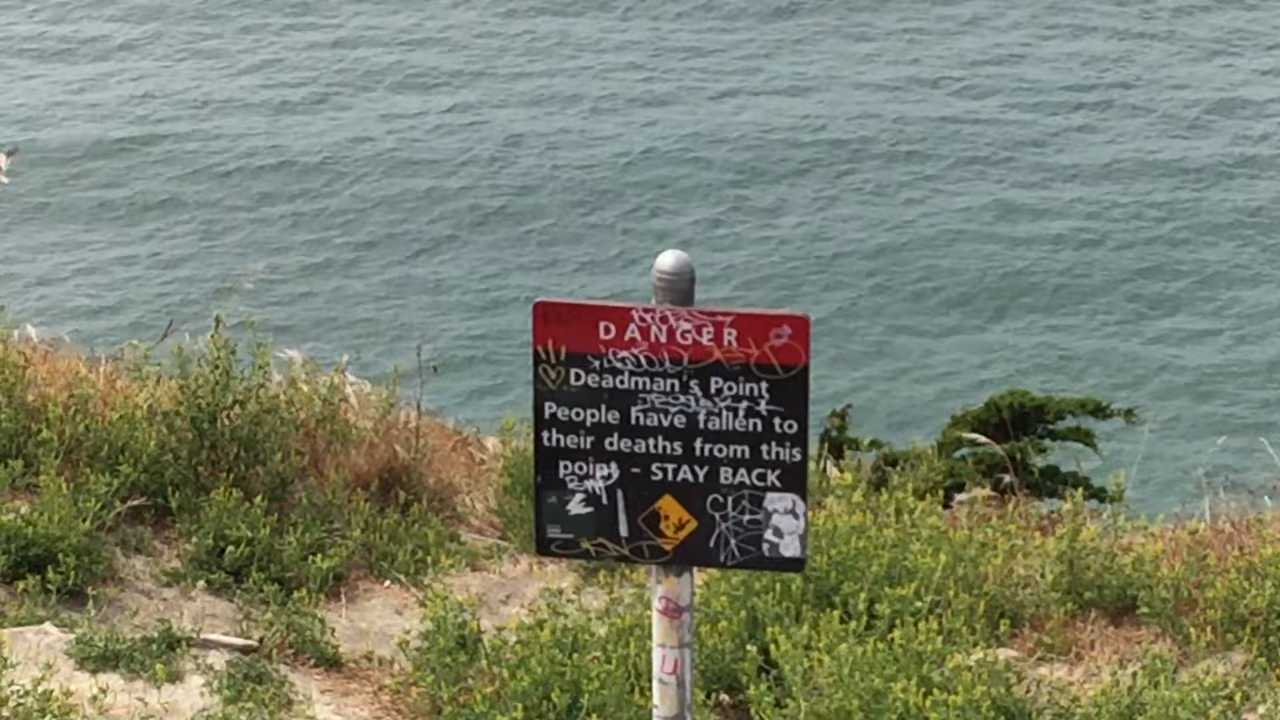 DANGER
Deadman's Point
People have fallen to
their deaths from this
point - STAY BACK